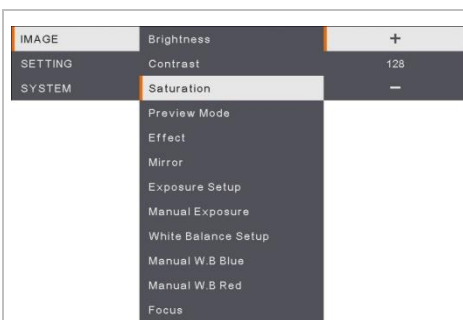 IMAGE
SETTING
SYSTEM
Brightness
Contrast
Saturation
Preview Mode
Effect
Mirror
Exposure Setup
Manual Exposure
White Balance Setup
Manual W.B Blue
Manual W.B Red
Focus
+
128
−